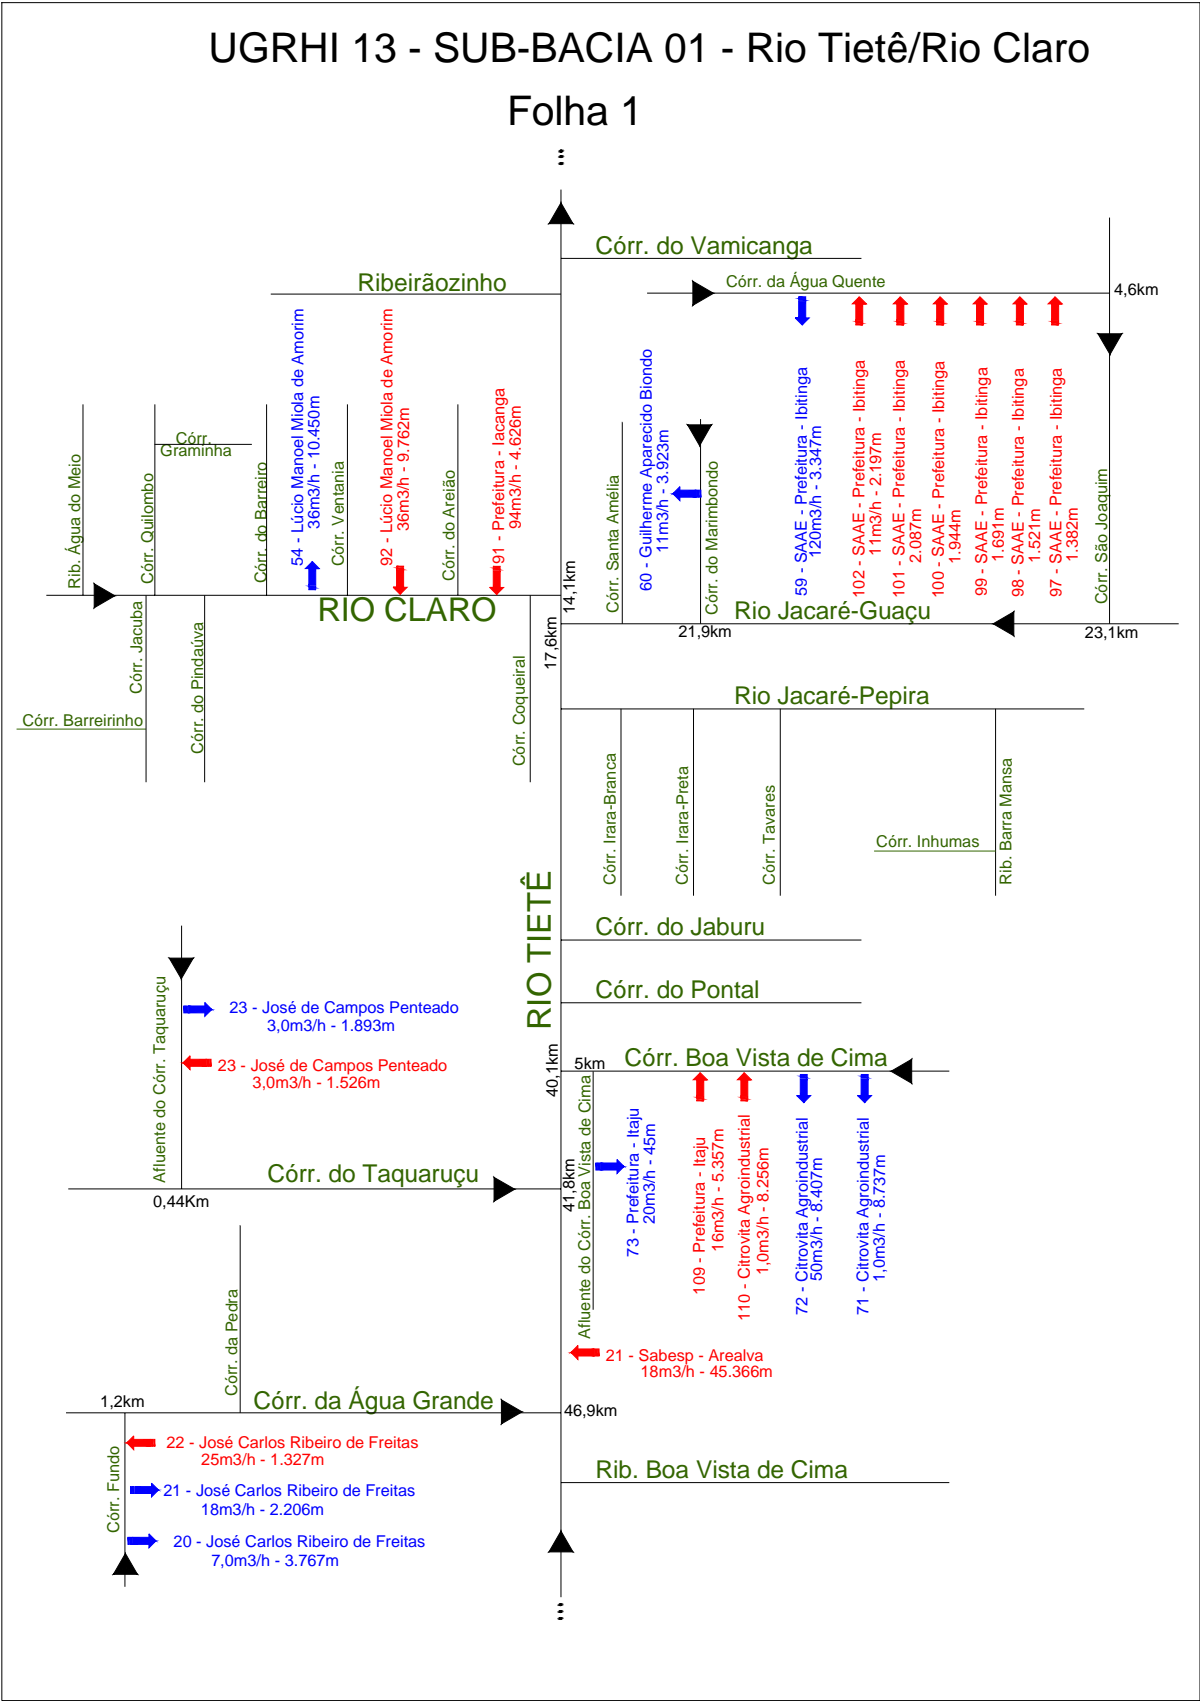 UGRHI 13 - SUB-BACIA 01 - Rio Tietê/Rio Claro
Folha 1
Córr. do Vamicanga
Ribeirãozinho
Córr. da Água Quente
4,6km
Rib. Água do Meio
Córr. Quilombo
Córr.
Graminha
Córr. do Barreiro
54 - Lúcio Manoel Miola de Amorim
36m3/h - 10.450m
Córr. Ventania
92 - Lúcio Manoel Miola de Amorim
36m3/h - 9.762m
Córr. do Areião
91 - Prefeitura - Iacanga
94m3/h - 4.626m
14,1km
Córr. Santa Amélia
60 - Guilherme Aparecido Biondo
11m3/h - 3.923m
Córr. do Marimbondo
59 - SAAE - Prefeitura - Ibitinga
120m3/h - 3.347m
102 - SAAE - Prefeitura - Ibitinga
11m3/h - 2.197m
101 - SAAE - Prefeitura - Ibitinga
2.087m
100 - SAAE - Prefeitura - Ibitinga
1.944m
99 - SAAE - Prefeitura - Ibitinga
1.691m
98 - SAAE - Prefeitura - Ibitinga
1.521m
97 - SAAE - Prefeitura - Ibitinga
1.382m
Córr. São Joaquim
RIO CLARO
Rio Jacaré-Guaçu
17,6km
21,9km
23,1km
Córr. Jacuba
Córr. do Pindaúva
Córr. Barreirinho
Córr. Coqueiral
Rio Jacaré-Pepira
Córr. Irara-Branca
Córr. Irara-Preta
Córr. Tavares
Córr. Inhumas
Rib. Barra Mansa
RIO TIETÊ
Córr. do Jaburu
Córr. do Pontal
Afluente do Córr. Taquaruçu
23 - José de Campos Penteado
3,0m3/h - 1.893m
23 - José de Campos Penteado
3,0m3/h - 1.526m
40,1km
5km
Córr. Boa Vista de Cima
Afluente do Córr. Boa Vista de Cima
73 - Prefeitura - Itaju
20m3/h - 45m
109 - Prefeitura - Itaju
16m3/h - 5.357m
110 - Citrovita Agroindustrial
1,0m3/h - 8.256m
72 - Citrovita Agroindustrial
50m3/h - 8.407m
71 - Citrovita Agroindustrial
1,0m3/h - 8.737m
Córr. do Taquaruçu
0,44Km
41,8km
Córr. da Pedra
21 - Sabesp - Arealva
18m3/h - 45.366m
1,2km
Córr. da Água Grande
46,9km
Córr. Fundo
22 - José Carlos Ribeiro de Freitas
25m3/h - 1.327m
21 - José Carlos Ribeiro de Freitas
18m3/h - 2.206m
20 - José Carlos Ribeiro de Freitas
7,0m3/h - 3.767m
Rib. Boa Vista de Cima